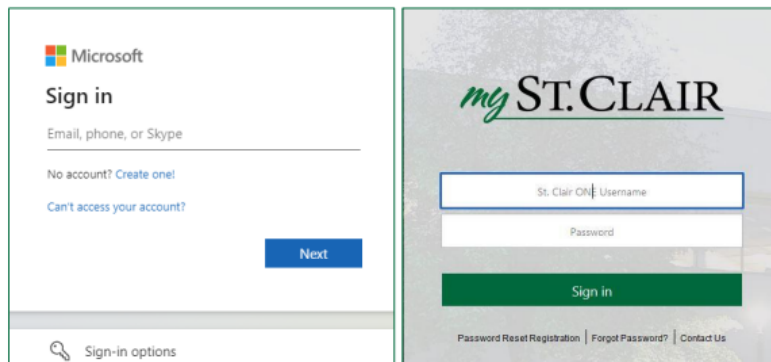 Microsoft
Sign in
Email, phone, or Skype
No account? Create one!
Can't access your account?
Next
Sign-in options
my ST. CLAIR
St. Clair ONE Username
Password
Sign in
Password Reset Registration | Forgot Password? | Contact Us